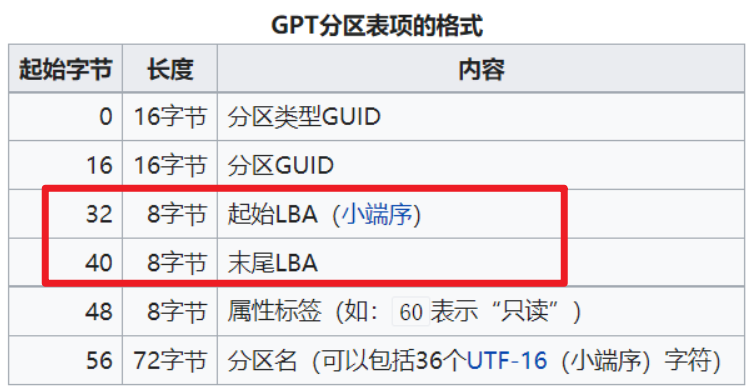 GPT分区表项的格式
起始字节 长度 内容
0 16字节 分区类型GUID
16 16字节 分区GUID
32 8字节 起始LBA（小端序）
40 8字节 末尾LBA
48 8字节 属性标签（如： 60 表示“只读”）
56 72字节 分区名（可以包括36个UTF-16（小端序）字符）